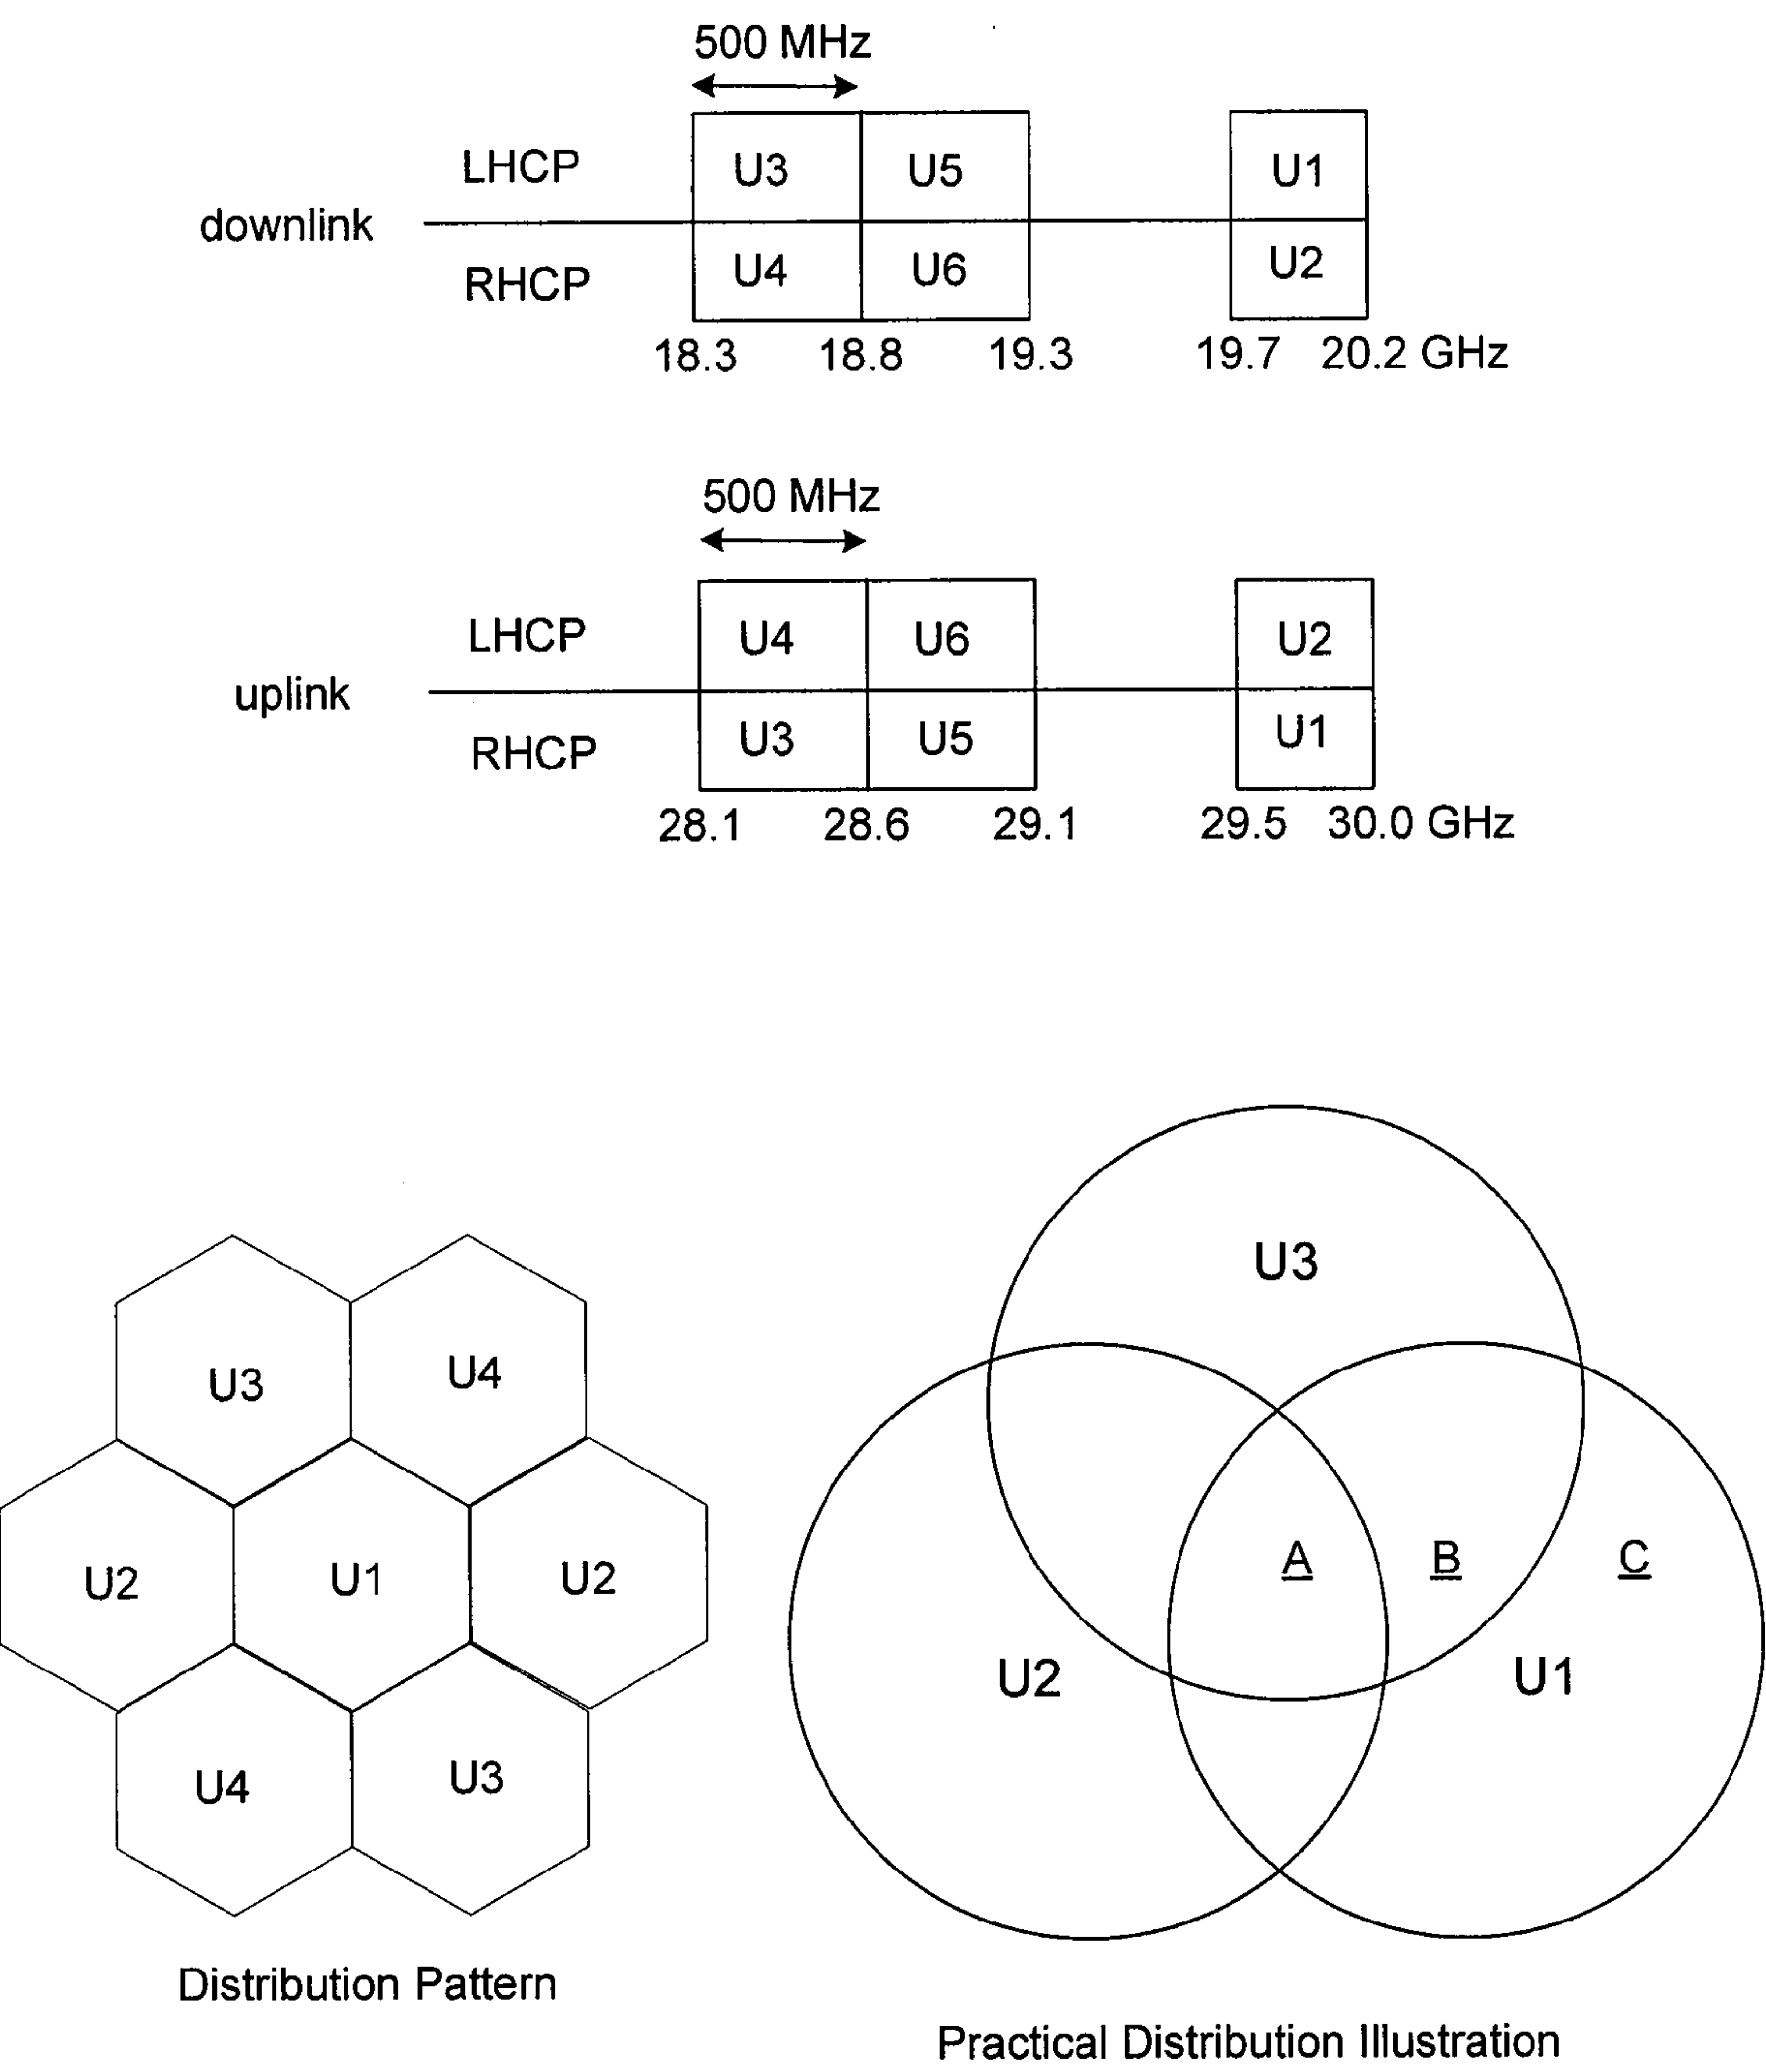 500 MHz
LHCP U3 U5 U1
downlink
RHCP U4 U6 U2
18.3 18.8 19.3 19.7 20.2 GHz
500 MHz
LHCP U4 U6 U2
uplink
RHCP U3 U5 U1
28.1 28.6 29.1 29.5 30.0 GHz
U3 U4
U2 U1 U2
U4 U3
Distribution Pattern
U3
A B C
U2 U1
Practical Distribution Illustration